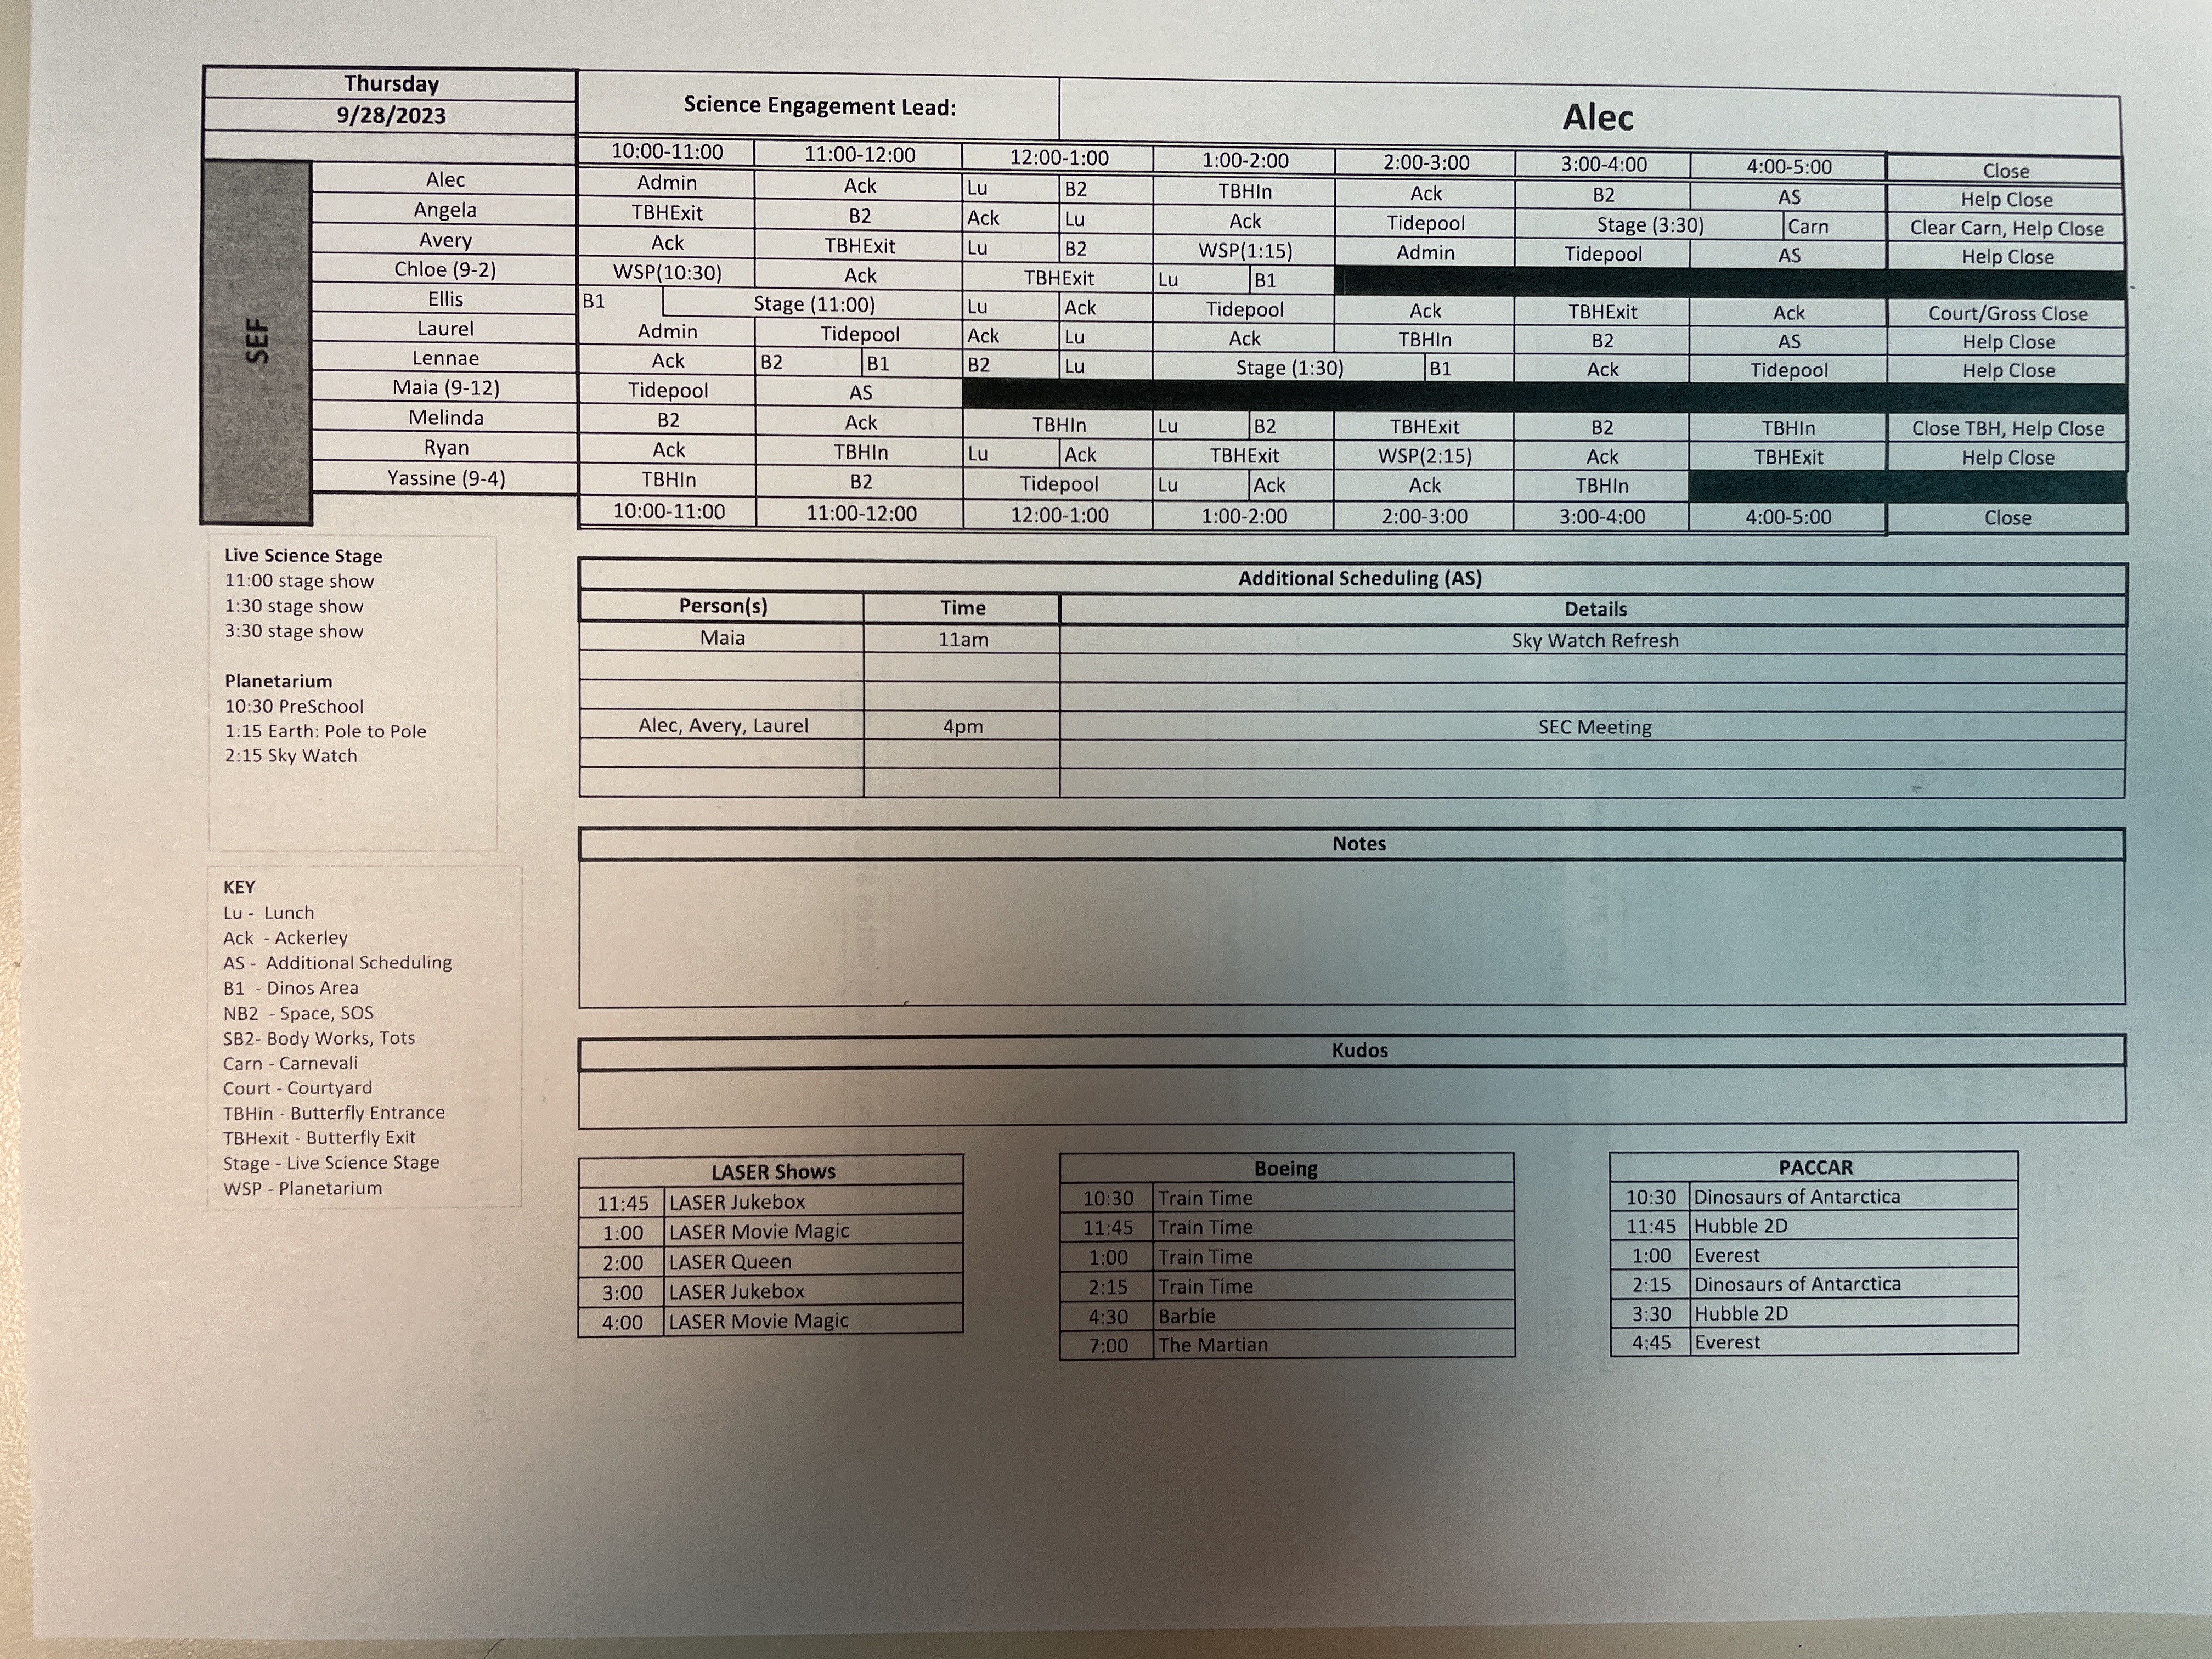 Thursday
9/28/2023
Science Engagement Lead: Alec
10:00-11:00 11:00-12:00 12:00-1:00 1:00-2:00 2:00-3:00 3:00-4:00 4:00-5:00 Close
SEF
Alec Admin Ack Lu B2 TBHIn Ack B2 AS Help Close
Angela TBHExit B2 Ack Lu Ack Tidepool Stage (3:30) Carn Clear Carn, Help Close
Avery Ack TBHExit Lu B2 WSP(1:15) Admin Tidepool AS Help Close
Chloe (9-2) WSP(10:30) Ack TBHExit Lu B1
Ellis B1 Stage (11:00) Lu Ack Tidepool Ack TBHExit Ack Court/Gross Close
Laurel Admin Tidepool Ack Lu Ack TBHIn B2 AS Help Close
Lennae Ack B2 B1 B2 Lu Stage (1:30) B1 Ack Tidepool Help Close
Maia (9-12) Tidepool AS
Melinda B2 Ack TBHIn Lu B2 TBHExit B2 TBHIn Close TBH, Help Close
Ryan Ack TBHIn Lu Ack TBHExit WSP(2:15) Ack TBHExit Help Close
Yassine (9-4) TBHIn B2 Tidepool Lu Ack Ack TBHIn
10:00-11:00 11:00-12:00 12:00-1:00 1:00-2:00 2:00-3:00 3:00-4:00 4:00-5:00 Close
Live Science Stage
11:00 stage show
1:30 stage show
3:30 stage show
Planetarium
10:30 PreSchool
1:15 Earth: Pole to Pole
2:15 Sky Watch
Additional Scheduling (AS)
Person(s) Time Details
Maia 11am Sky Watch Refresh
Alec, Avery, Laurel 4pm SEC Meeting
Notes
KEY
Lu - Lunch
Ack - Ackerley
AS - Additional Scheduling
B1 - Dinos Area
NB2 - Space, SOS
SB2- Body Works, Tots
Carn - Carnevali
Court - Courtyard
TBHin - Butterfly Entrance
TBHexit - Butterfly Exit
Stage - Live Science Stage
WSP - Planetarium
Kudos
LASER Shows
11:45 LASER Jukebox
1:00 LASER Movie Magic
2:00 LASER Queen
3:00 LASER Jukebox
4:00 LASER Movie Magic
Boeing
10:30 Train Time
11:45 Train Time
1:00 Train Time
2:15 Train Time
4:30 Barbie
7:00 The Martian
PACCAR
10:30 Dinosaurs of Antarctica
11:45 Hubble 2D
1:00 Everest
2:15 Dinosaurs of Antarctica
3:30 Hubble 2D
4:45 Everest